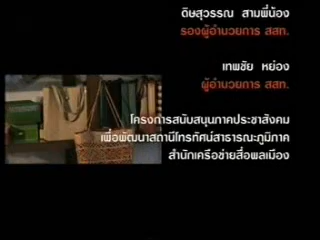 ดิษสุวรรณ สามพี่น้อง
รองผู้อำนวยการ สสท.
เทพชัย หย่อง
ผู้อำนวยการ สสท.
โครงการสนับสนุนภาคประชาสังคม
เพื่อพัฒนาสถานีโทรทัศน์สาธารณะภูมิภาค
สำนักเครือข่ายสื่อพลเมือง